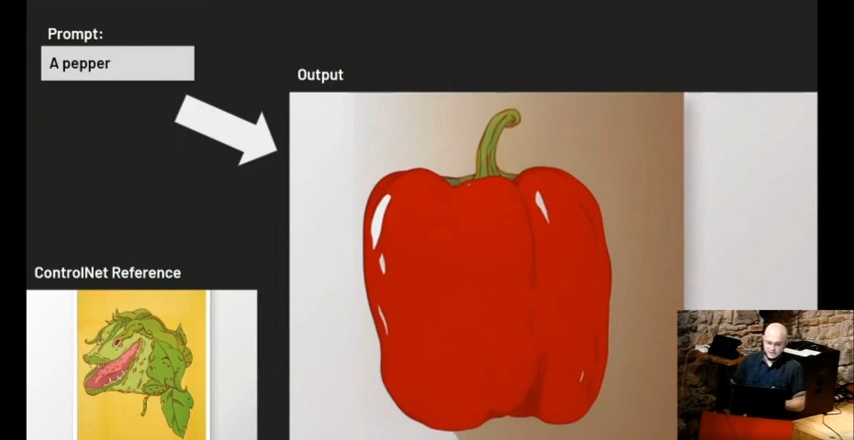 Prompt:
A pepper
Output
ControlNet Reference